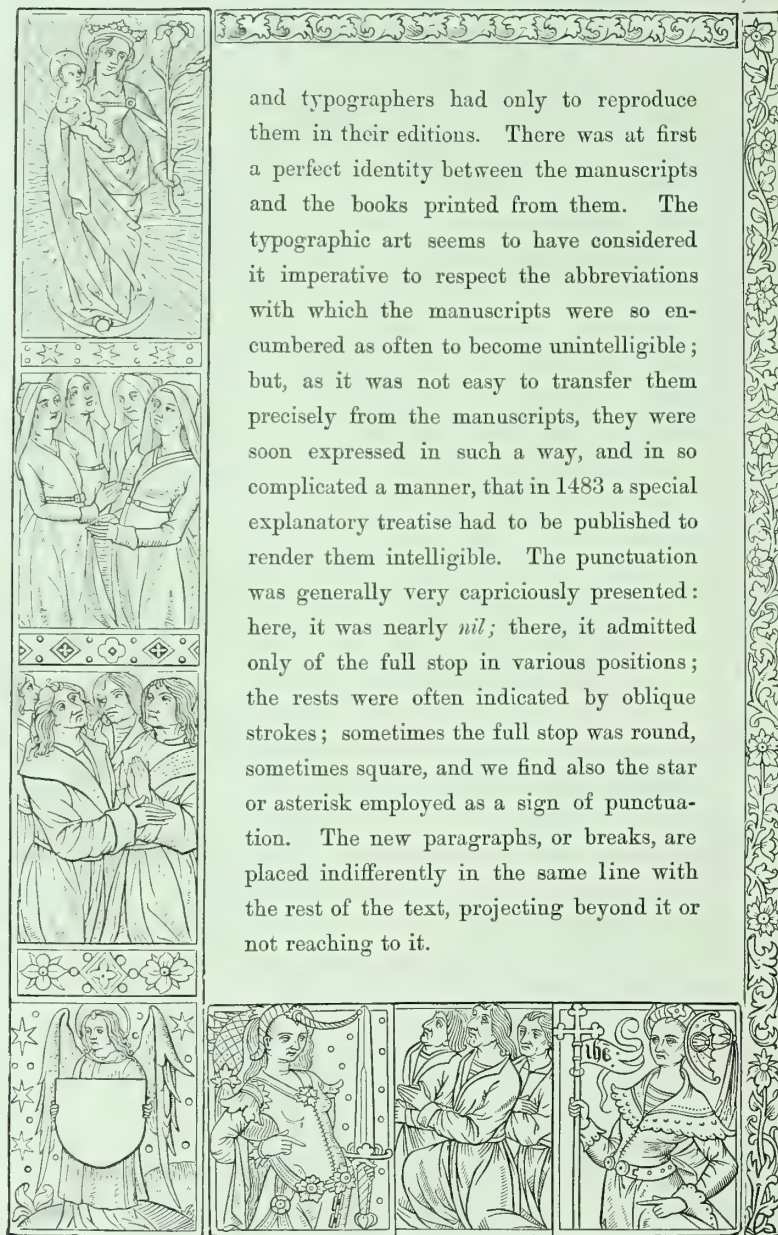 and typographers had only to reproduce
them in their editions. There was at first
a perfect identity between the manuscripts
and the books printed from them. The
typographic art seems to have considered
it imperative to respect the abbreviations
with which the manuscripts were so en-
cumbered as often to become unintelligible;
but, as it was not easy to transfer them
precisely from the manuscripts, they were
soon expressed in such a way, and in so
complicated a manner, that in 1483 a special
explanatory treatise had to be published to
render them intelligible. The punctuation
was generally very capriciously presented:
here, it was nearly nil; there, it admitted
only of the full stop in various positions;
the rests were often indicated by oblique
strokes; sometimes the full stop was round,
sometimes square, and we find also the star
or asterisk employed as a sign of punctua-
tion. The new paragraphs, or breaks, are
placed indifferently in the same line with
the rest of the text, projecting beyond it or
not reaching to it.
ihe